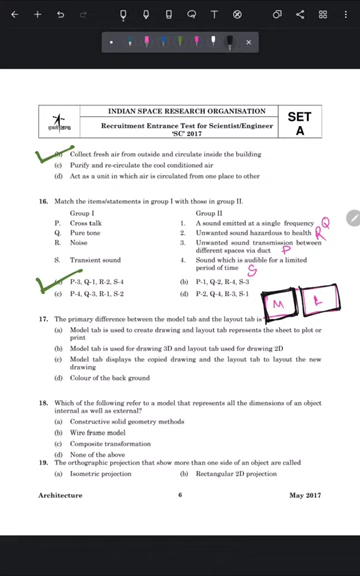 INDIAN SPACE RESEARCH ORGANISATION
Recruitment Entrance Test for Scientist/Engineer
'SC' 2017
SET
A
इसरो isro
(b) Collect fresh air from outside and circulate inside the building
(c) Purify and re-circulate the cool conditioned air
(d) Act as a unit in which air is circulated from one place to other
16. Match the items/statements in group I with those in group II.
Group I Group II
P. Cross talk 1. A sound emitted at a single frequency Q
Q. Pure tone 2. Unwanted sound hazardous to health R
R. Noise 3. Unwanted sound transmission between
different spaces via duct P
S. Transient sound 4. Sound which is audible for a limited
period of time S
(a) P-3, Q-1, R-2, S-4 (b) P-1, Q-2, R-4, S-3
(c) P-4, Q-3, R-1, S-2 (d) P-2, Q-4, R-3, S-1
M L
17. The primary difference between the model tab and the layout tab is
(a) Model tab is used to create drawing and layout tab represents the sheet to plot or
print
(b) Model tab is used for drawing 3D and layout tab used for drawing 2D
(c) Model tab displays the copied drawing and the layout tab to layout the new
drawing
(d) Colour of the back ground
18. Which of the following refer to a model that represents all the dimensions of an object
internal as well as external?
(a) Constructive solid geometry methods
(b) Wire frame model
(c) Composite transformation
(d) None of the above
19. The orthographic projection that show more than one side of an object are called
(a) Isometric projection (b) Rectangular 2D projection
Architecture 6 May 2017